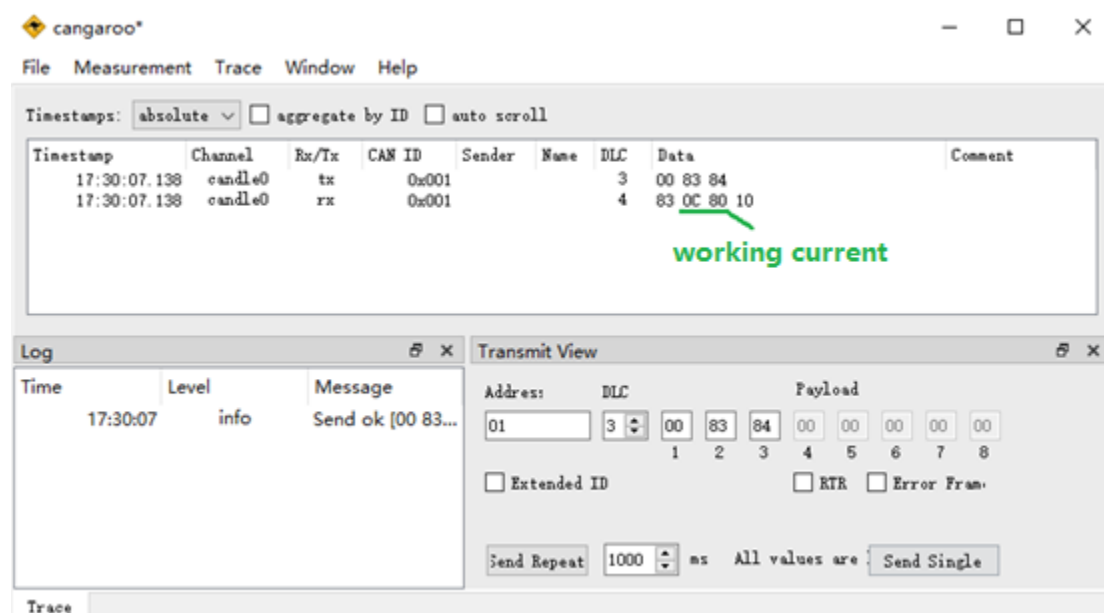 cangaroo*
File Measurement Trace Window Help
Timestamps: absolute aggregate by ID auto scroll
Timestamp Channel Rx/Tx CAN ID Sender Name DLC Data Comment
17:30:07.138 candle0 tx 0x001 3 00 83 84
17:30:07.138 candle0 rx 0x001 4 83 0C 80 10
working current
Log
Time Level Message
17:30:07 info Send ok [00 83...
Transmit View
Address DLC Payload
01 3 00 83 84 00 00 00 00 00
1 2 3 4 5 6 7 8
Extended ID RTR Error Fram
Send Repeat 1000 ms All values are Send Single
Trace